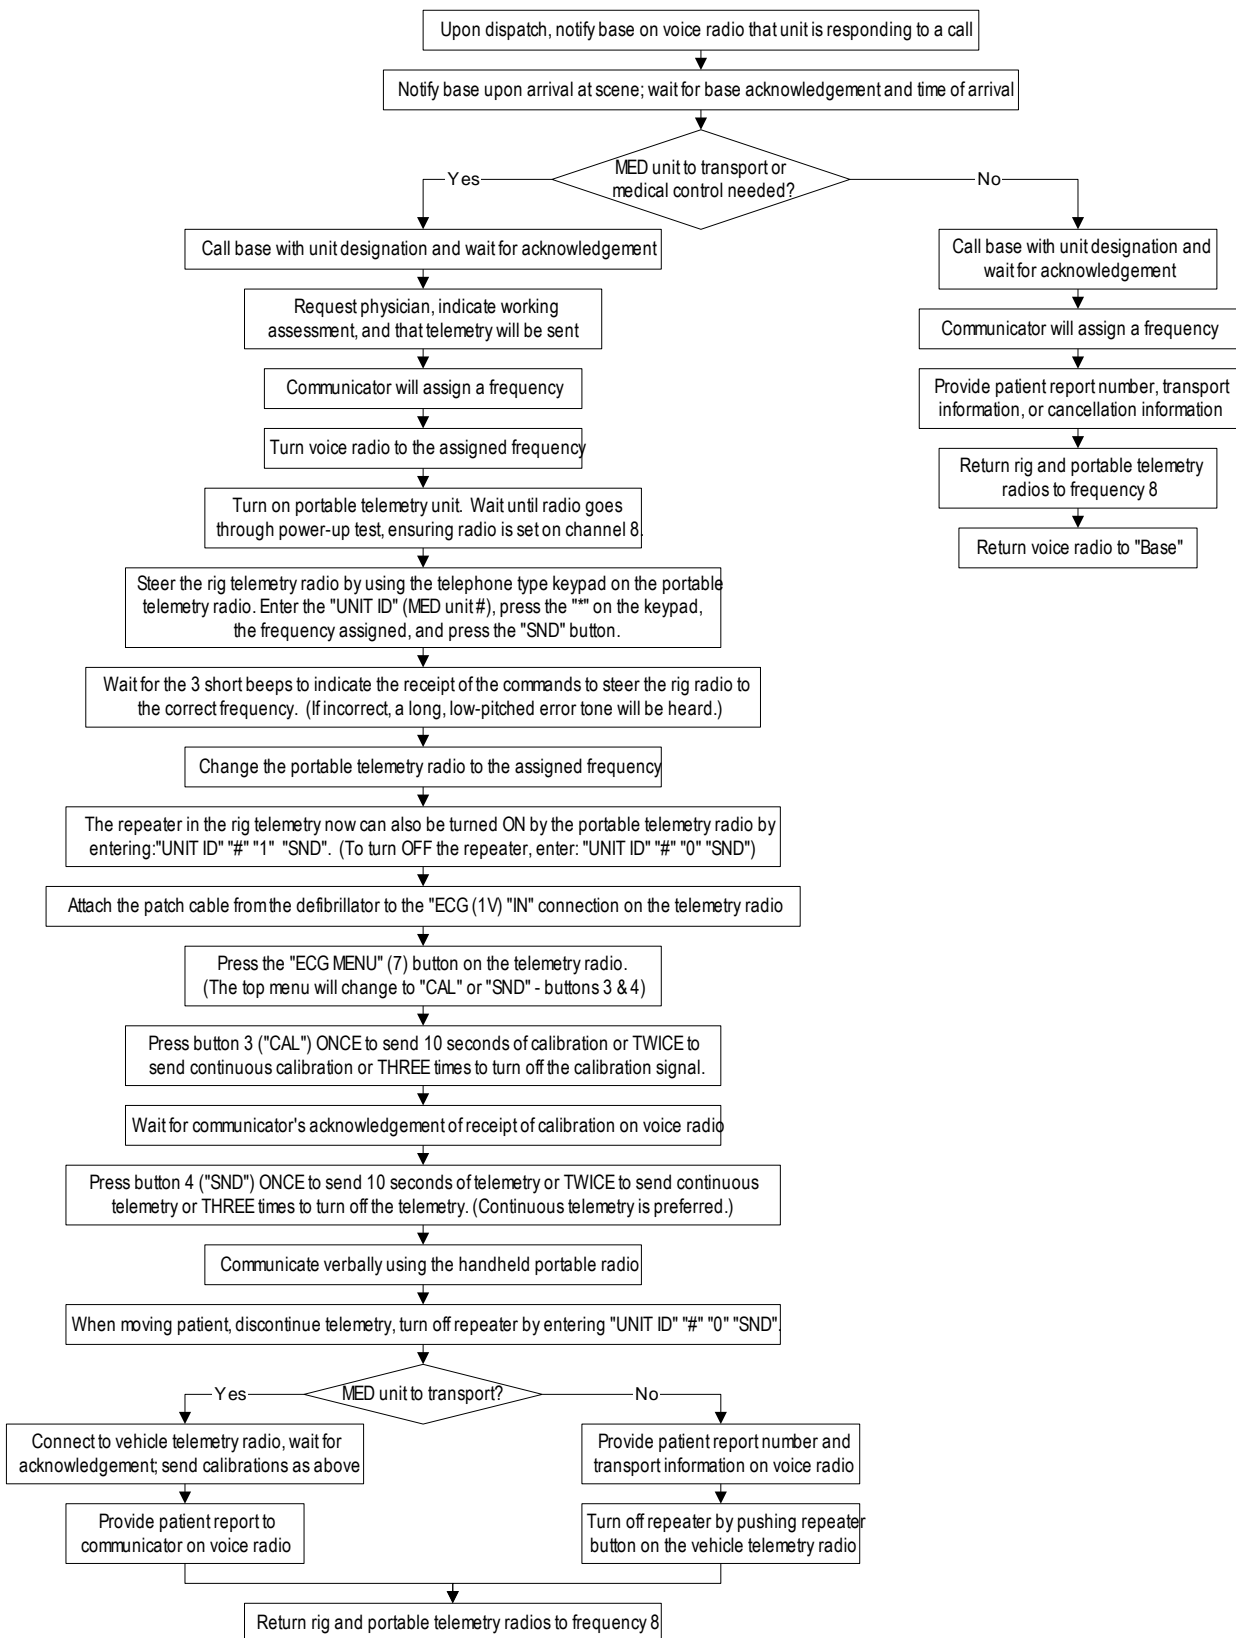 Upon dispatch, notify base on voice radio that unit is responding to a call
Notify base upon arrival at scene; wait for base acknowledgement and time of arrival
MED unit to transport or
medical control needed?
Yes
No
Call base with unit designation and wait for acknowledgement
Request physician, indicate working
assessment, and that telemetry will be sent
Communicator will assign a frequency
Turn voice radio to the assigned frequency
Turn on portable telemetry unit.  Wait until radio goes
through power-up test, ensuring radio is set on channel 8.
Steer the rig telemetry radio by using the telephone type keypad on the portable
telemetry radio. Enter the "UNIT ID" (MED unit #), press the "*" on the keypad,
the frequency assigned, and press the "SND" button.
Wait for the 3 short beeps to indicate the receipt of the commands to steer the rig radio to
the correct frequency.  (If incorrect, a long, low-pitched error tone will be heard.)
Change the portable telemetry radio to the assigned frequency
The repeater in the rig telemetry now can also be turned ON by the portable telemetry radio by
entering:"UNIT ID" "#" "1"  "SND".  (To turn OFF the repeater, enter: "UNIT ID" "#" "0" "SND")
Attach the patch cable from the defibrillator to the "ECG (1V) "IN" connection on the telemetry radio
Press the "ECG MENU" (7) button on the telemetry radio.
(The top menu will change to "CAL" or "SND" - buttons 3 & 4)
Press button 3 ("CAL") ONCE to send 10 seconds of calibration or TWICE to
send continuous calibration or THREE times to turn off the calibration signal.
Wait for communicator's acknowledgement of receipt of calibration on voice radio
Press button 4 ("SND") ONCE to send 10 seconds of telemetry or TWICE to send continuous
telemetry or THREE times to turn off the telemetry. (Continuous telemetry is preferred.)
Communicate verbally using the handheld portable radio
When moving patient, discontinue telemetry, turn off repeater by entering "UNIT ID" "#" "0" "SND".
MED unit to transport?
Yes
No
Connect to vehicle telemetry radio, wait for
acknowledgement; send calibrations as above
Provide patient report to
communicator on voice radio
Provide patient report number and
transport information on voice radio
Turn off repeater by pushing repeater
button on the vehicle telemetry radio
Return rig and portable telemetry radios to frequency 8
Call base with unit designation and
wait for acknowledgement
Communicator will assign a frequency
Provide patient report number, transport
information, or cancellation information
Return rig and portable telemetry
radios to frequency 8
Return voice radio to "Base"